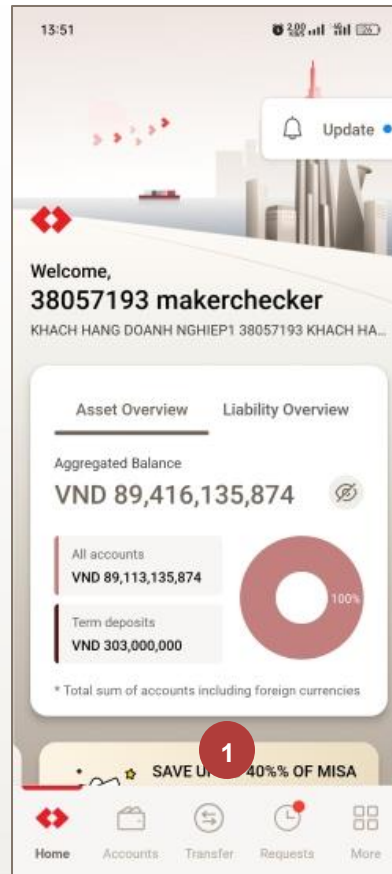 13:51
Update
Welcome,
38057193 makerchecker
KHACH HANG DOANH NGHIEP1 38057193 KHACH HA...
Asset Overview Liability Overview
Aggregated Balance
VND 89,416,135,874
All accounts
VND 89,113,135,874
100%
Term deposits
VND 303,000,000
* Total sum of accounts including foreign currencies
1
SAVE 40%% OF MISA
Home Accounts Transfer Requests More